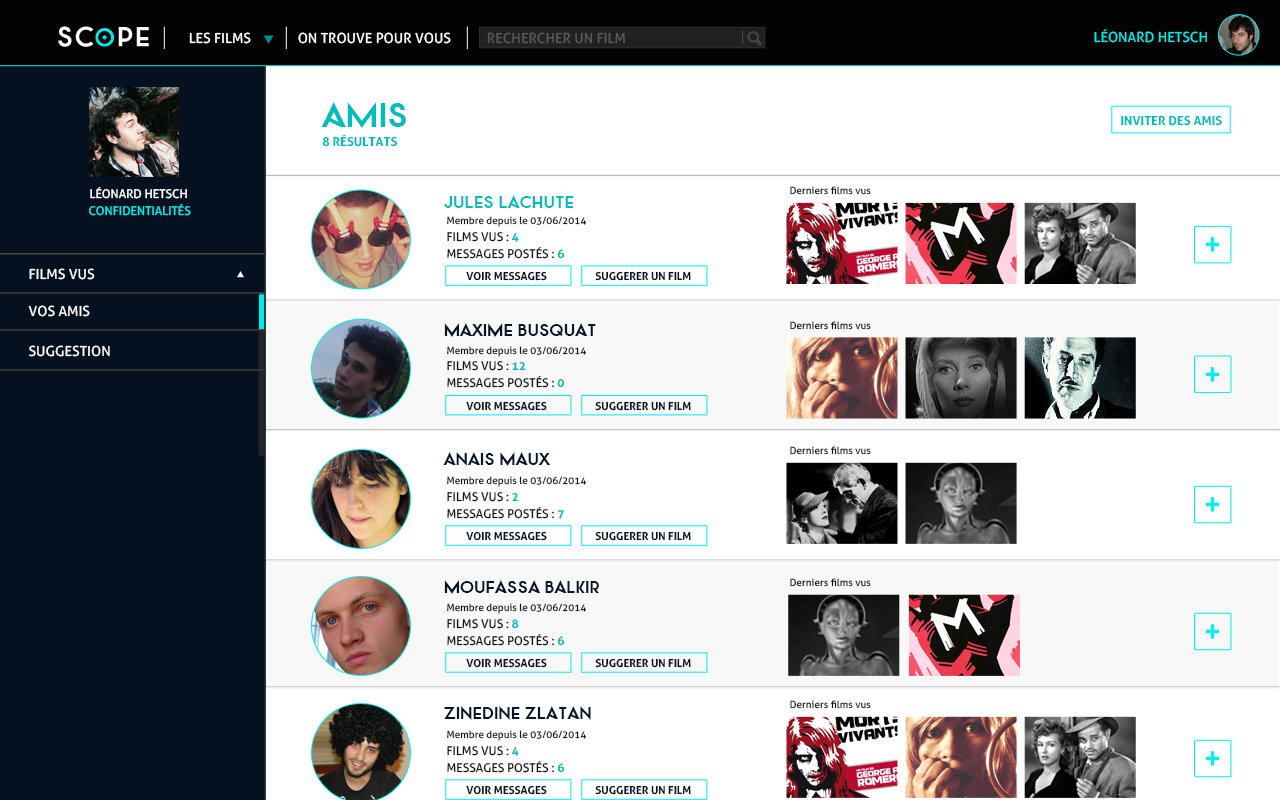 SCOPE
LES FILMS
ON TROUVE POUR VOUS
RECHERCHER UN FILM
LÉONARD HETSCH
LÉONARD HETSCH
CONFIDENTIALITÉS
FILMS VUS
VOS AMIS
SUGGESTION
AMIS
8 RÉSULTATS
INVITER DES AMIS
JULES LACHUTE
Membre depuis le 03/06/2014
FILMS VUS : 4
MESSAGES POSTÉS : 6
VOIR MESSAGES
SUGGERER UN FILM
Derniers films vus
MORT-
VIVANTS
GEORGE
ROMER
M
MAXIME BUSQUAT
Membre depuis le 03/06/2014
FILMS VUS : 12
MESSAGES POSTÉS : 0
VOIR MESSAGES
SUGGERER UN FILM
Derniers films vus
ANAIS MAUX
Membre depuis le 03/06/2014
FILMS VUS : 2
MESSAGES POSTÉS : 7
VOIR MESSAGES
SUGGERER UN FILM
Derniers films vus
MOUFASSA BALKIR
Membre depuis le 03/06/2014
FILMS VUS : 8
MESSAGES POSTÉS : 6
VOIR MESSAGES
SUGGERER UN FILM
Derniers films vus
M
ZINEDINE ZLATAN
Membre depuis le 03/06/2014
FILMS VUS : 4
MESSAGES POSTÉS : 6
VOIR MESSAGES
SUGGERER UN FILM
Derniers films vus
MORT-
VIVANTS
GEORGE
ROMER